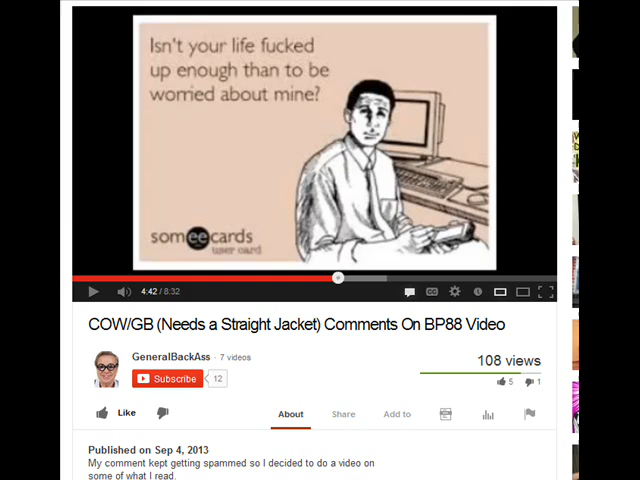 Isn't your life fucked
up enough than to be
worried about mine?
someecards
user card
4:42 / 8:32
CC
COW/GB (Needs a Straight Jacket) Comments On BP88 Video
GeneralBackAss · 7 videos
Subscribe 12
108 views
5 1
Like
About Share Add to
Published on Sep 4, 2013
My comment kept getting spammed so I decided to do a video on
some of what I read.